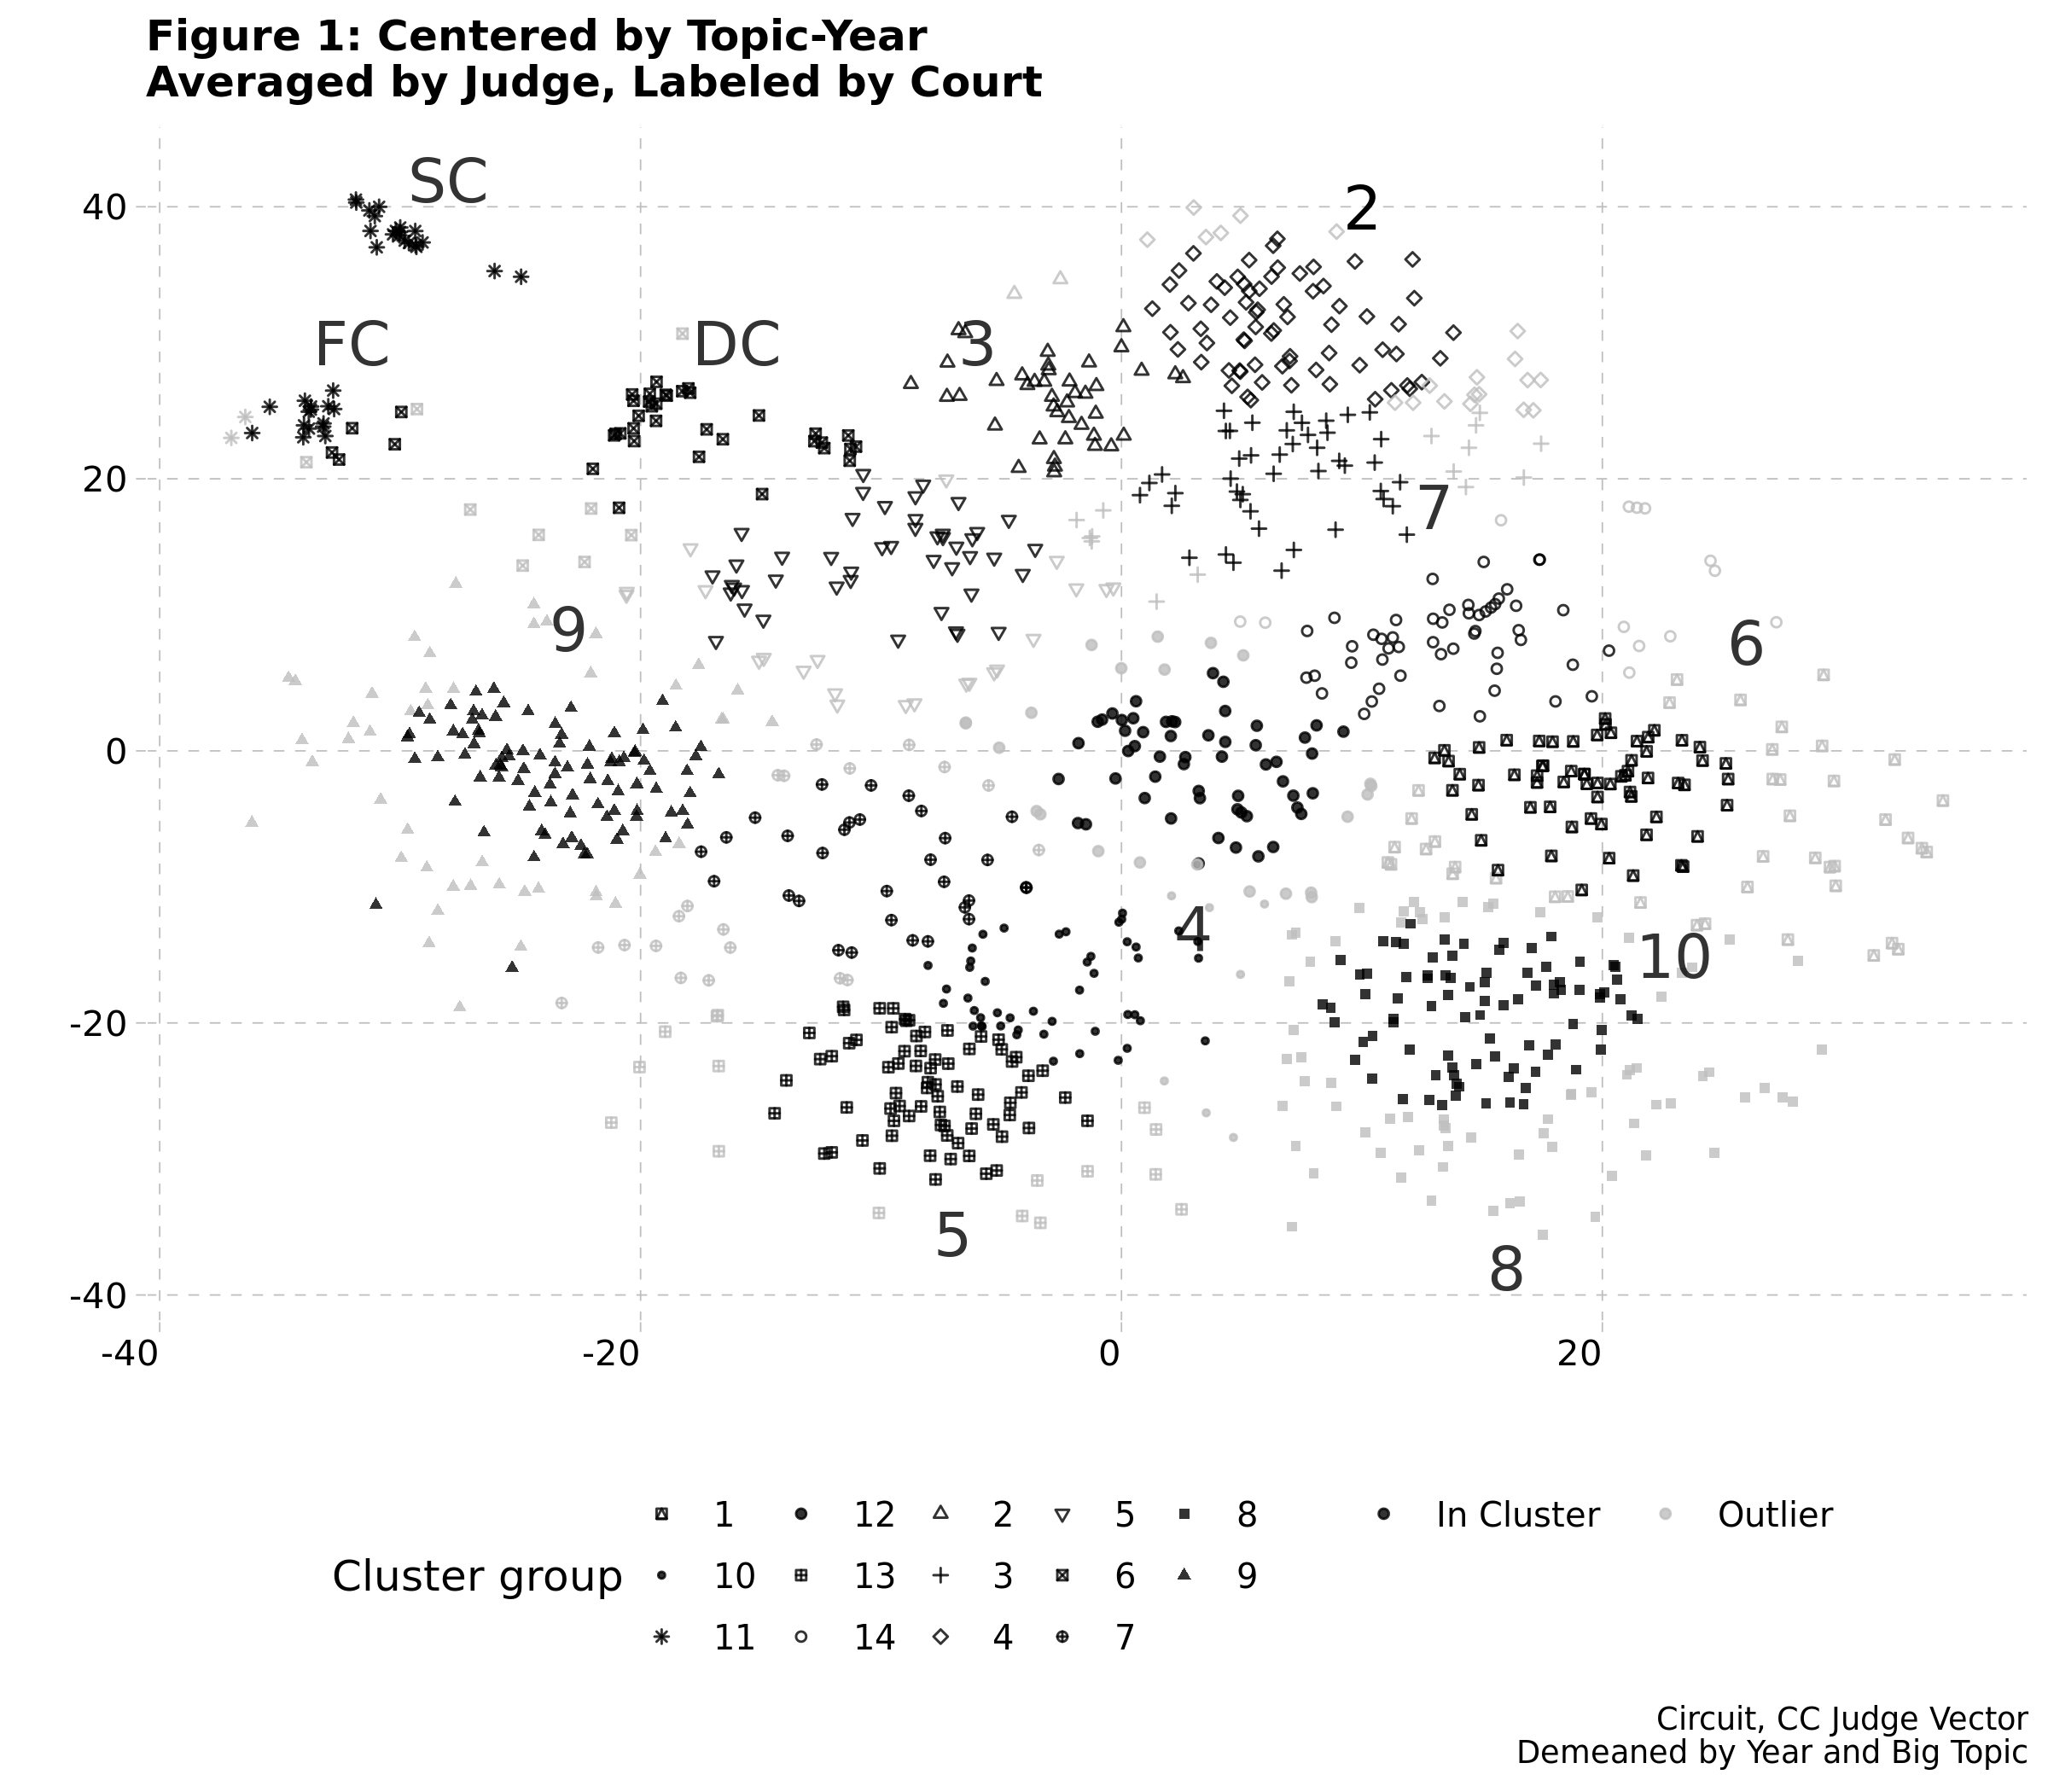 Figure 1: Centered by Topic-Year
Averaged by Judge, Labeled by Court
SC
2
40
FC
DC
3
20
7
9
6
0
4
10
-20
5
8
-40
-40 -20 0 20
1 12 2 5 8 In Cluster Outlier
Cluster group 10 13 3 6 9
11 14 4 7
Circuit, CC Judge Vector
Demeaned by Year and Big Topic